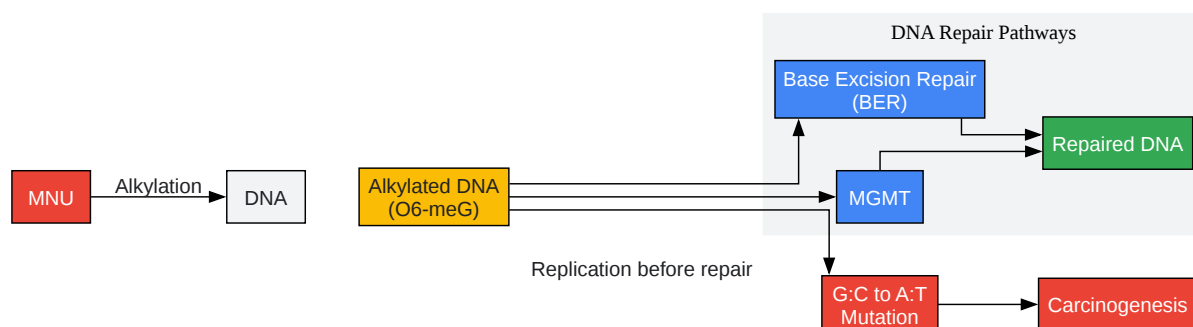 DNA Repair Pathways
Base Excision Repair
(BER)
Repaired DNA
MNU
Alkylation
DNA
Alkylated DNA
(O6-meG)
MGMT
Replication before repair
G:C to A:T
Mutation
Carcinogenesis